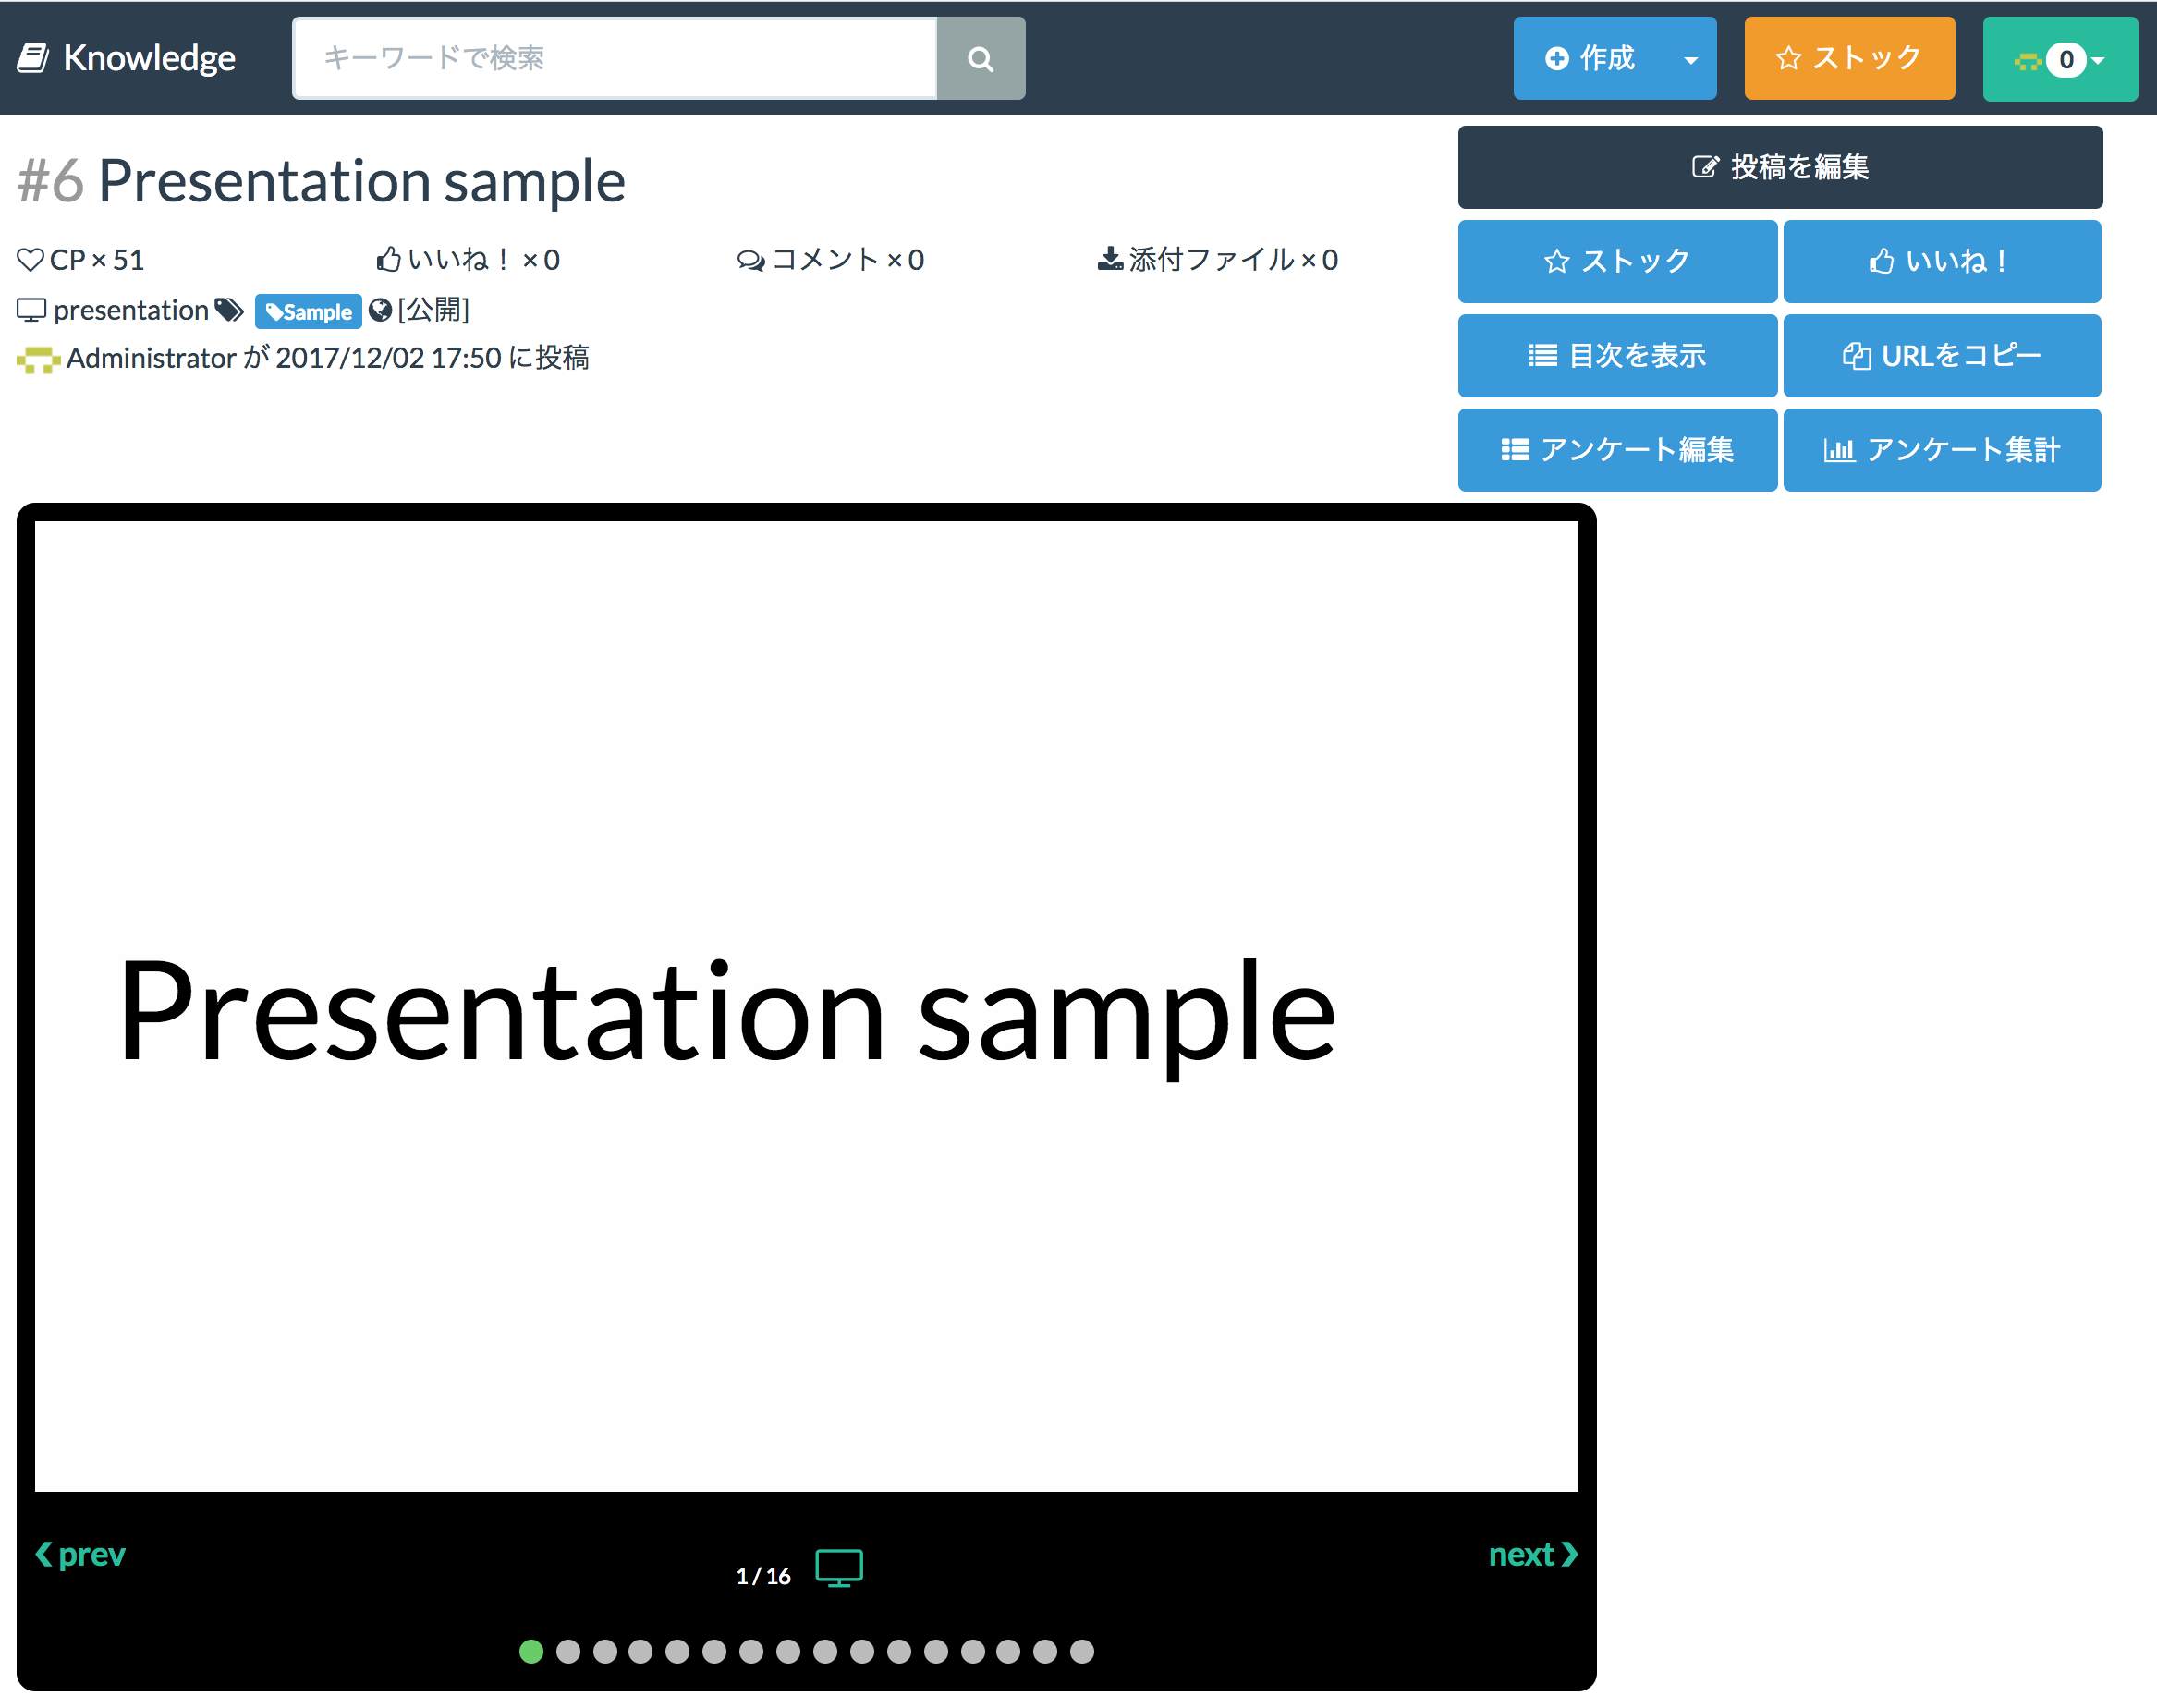 Knowledge
キーワードで検索
作成
ストック
0
#6 Presentation sample
CP × 51
いいね！ × 0
コメント × 0
添付ファイル × 0
presentation Sample [公開]
Administrator が 2017/12/02 17:50 に投稿
投稿を編集
ストック
いいね！
目次を表示
URLをコピー
アンケート編集
アンケート集計
Presentation sample
prev
1 / 16
next